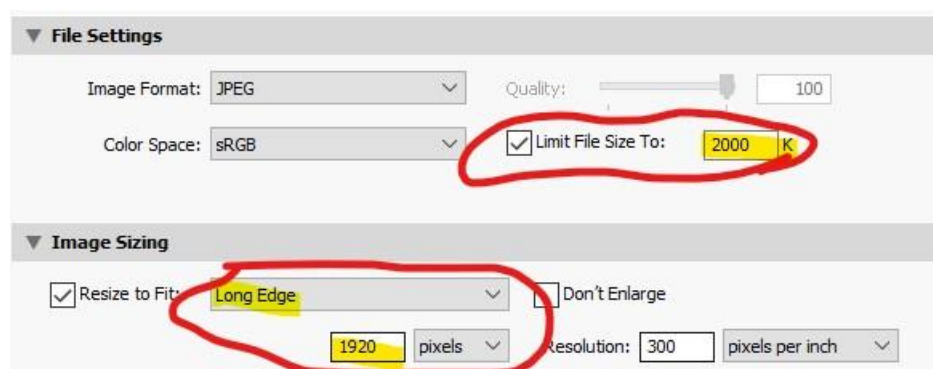 File Settings
Image Format: JPEG Quality: 100
Color Space: sRGB Limit File Size To: 2000 K
Image Sizing
Resize to Fit: Long Edge Don't Enlarge
1920 pixels Resolution: 300 pixels per inch